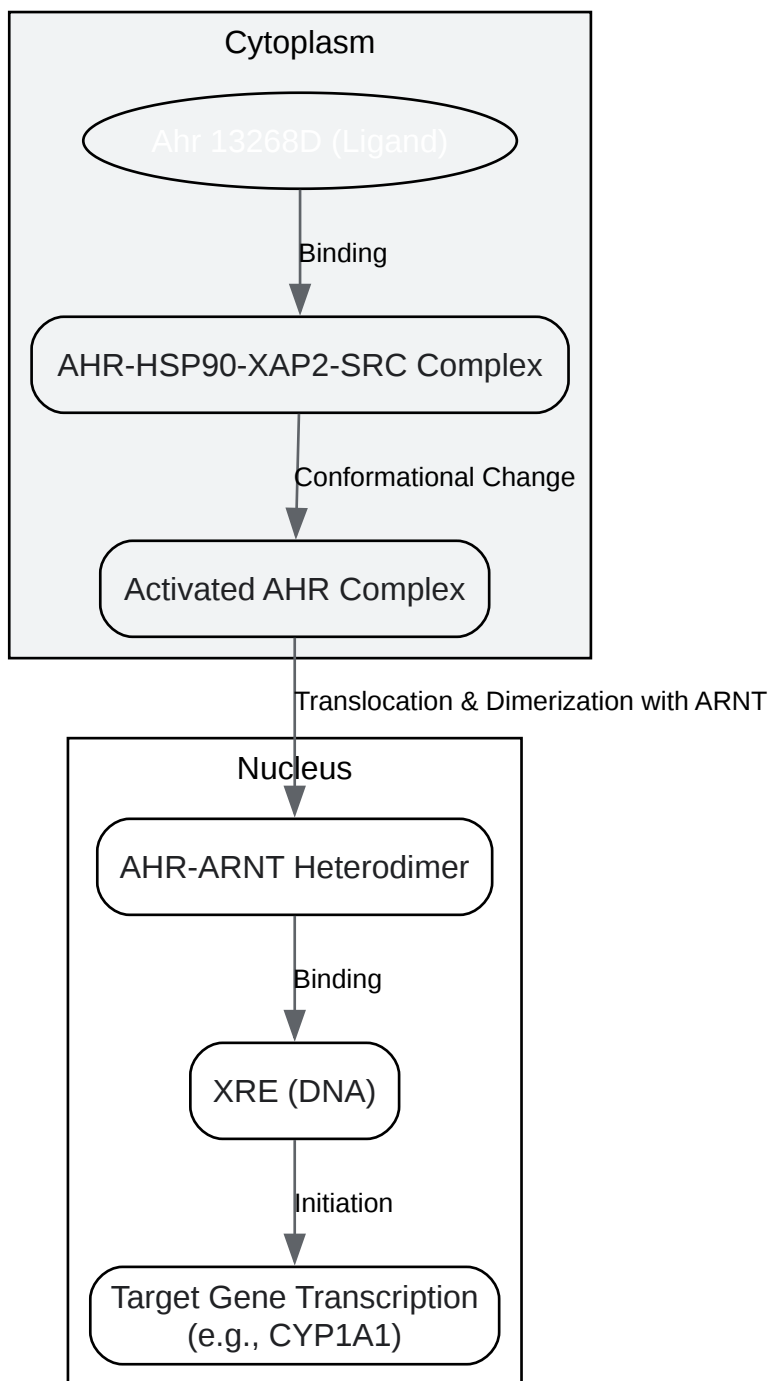 Cytoplasm
Ahr 13268D (Ligand)
Binding
AHR-HSP90-XAP2-SRC Complex
Conformational Change
Activated AHR Complex
Translocation & Dimerization with ARNT
Nucleus
AHR-ARNT Heterodimer
Binding
XRE (DNA)
Initiation
Target Gene Transcription
(e.g., CYP1A1)